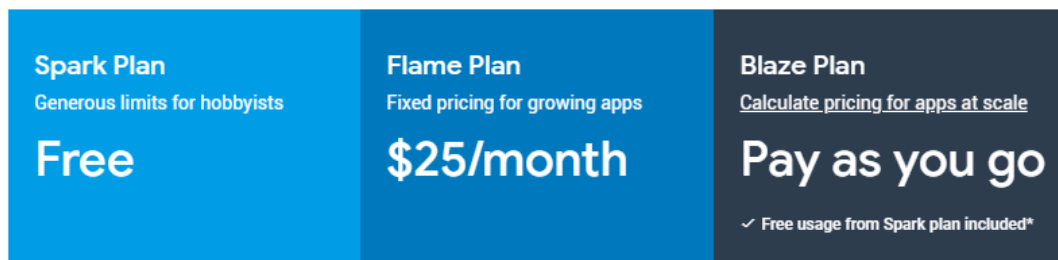 Spark Plan
Generous limits for hobbyists
Free
Flame Plan
Fixed pricing for growing apps
$25/month
Blaze Plan
Calculate pricing for apps at scale
Pay as you go
✓ Free usage from Spark plan included*